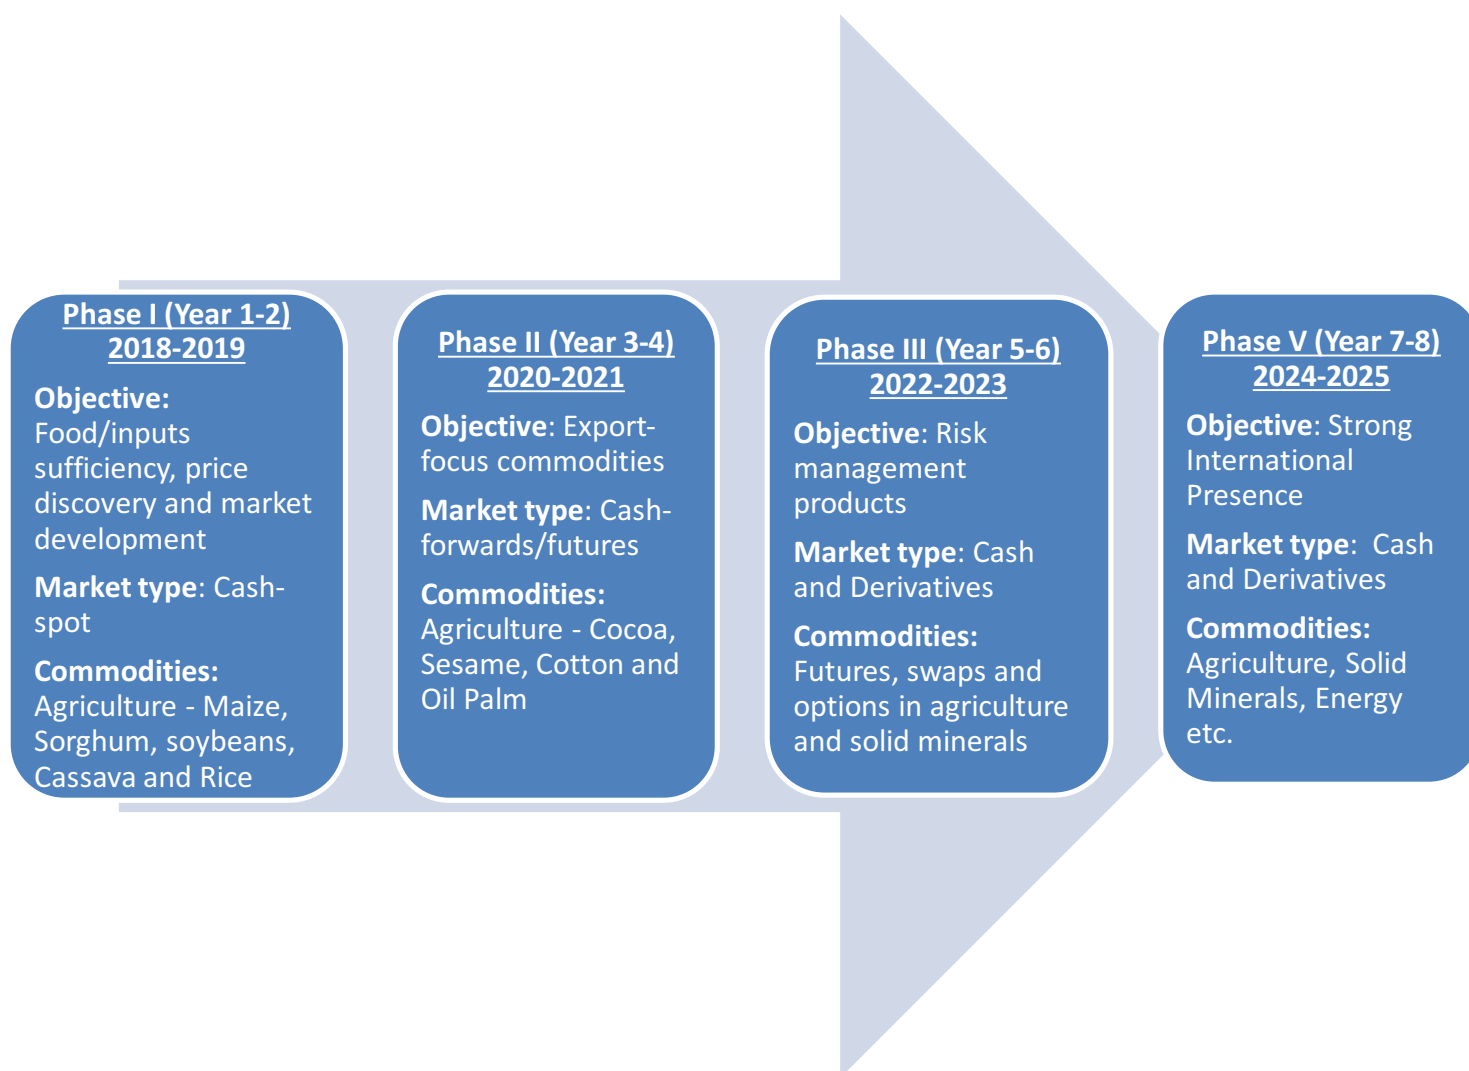 Phase I (Year 1-2)
2018-2019
Objective:
Food/inputs
sufficiency, price
discovery and market
development
Market type: Cash-
spot
Commodities:
Agriculture - Maize,
Sorghum, soybeans,
Cassava and Rice
Phase II (Year 3-4)
2020-2021
Objective: Export-
focus commodities
Market type: Cash-
forwards/futures
Commodities:
Agriculture - Cocoa,
Sesame, Cotton and
Oil Palm
Phase III (Year 5-6)
2022-2023
Objective: Risk
management
products
Market type: Cash
and Derivatives
Commodities:
Futures, swaps and
options in agriculture
and solid minerals
Phase V (Year 7-8)
2024-2025
Objective: Strong
International
Presence
Market type:  Cash
and Derivatives
Commodities:
Agriculture, Solid
Minerals, Energy
etc.